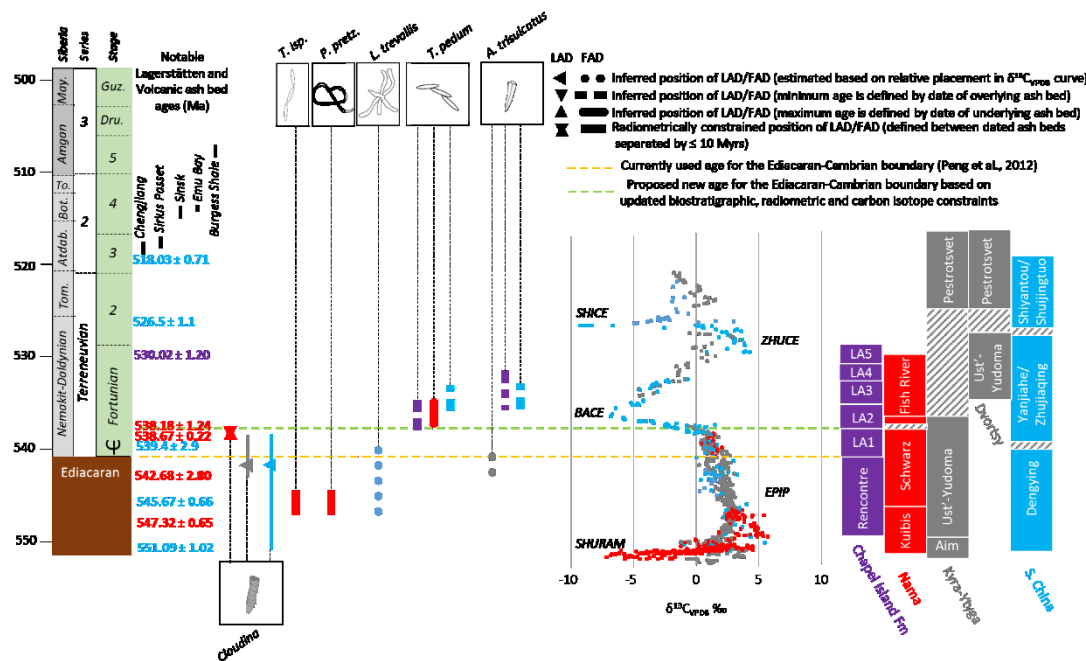 Siberia
Series
Stage
Notable
Lagerstätten and
Volcanic ash bed
ages (Ma)
T. isp.
P. pretz.
L. trevallis
T. pedum
A. trisulcatus
LAD FAD
Inferred position of LAD/FAD (estimated based on relative placement in δ¹³C_VPDB curve)
Inferred position of LAD/FAD (minimum age is defined by date of overlying ash bed)
Inferred position of LAD/FAD (maximum age is defined by date of underlying ash bed)
Radiometrically constrained position of LAD/FAD (defined between dated ash beds
separated by ≤ 10 Myrs)
Currently used age for the Ediacaran-Cambrian boundary (Peng et al., 2012)
Proposed new age for the Ediacaran-Cambrian boundary based on
updated biostratigraphic, radiometric and carbon isotope constraints
500
510
520
530
540
550
May.
Amgan
To.
Bot.
Atdab.
Tom.
Nemakit-Daldynian
3
2
Terreneuvian
Guz.
Dru.
5
4
3
2
Fortunian
Є
Ediacaran
Chengjiang
Sirius Passet
Sinsk
Emu Bay
Burgess Shale
518.03 ± 0.71
526.5 ± 1.1
530.02 ± 1.20
538.18 ± 1.24
538.67 ± 0.22
539.4 ± 2.9
542.68 ± 2.80
545.67 ± 0.66
547.32 ± 0.65
551.09 ± 1.02
Cloudina
SHICE
ZHUCE
BACE
EPIP
SHURAM
-10
-5
0
5
10
δ¹³C_VPDB ‰
LA5
LA4
LA3
LA2
LA1
Rencontre
Chapel Island Fm
Fish River
Schwarz
Kuibis
Nama
Pestrotsvet
Ust'-Yudoma
Aim
Kyra-Ytyga
Pestrotsvet
Ust'-
Yudoma
Dvortsy
Shiyantou/
Shuijingtuo
Yanjiahe/
Zhujiaqing
Dengying
S. China